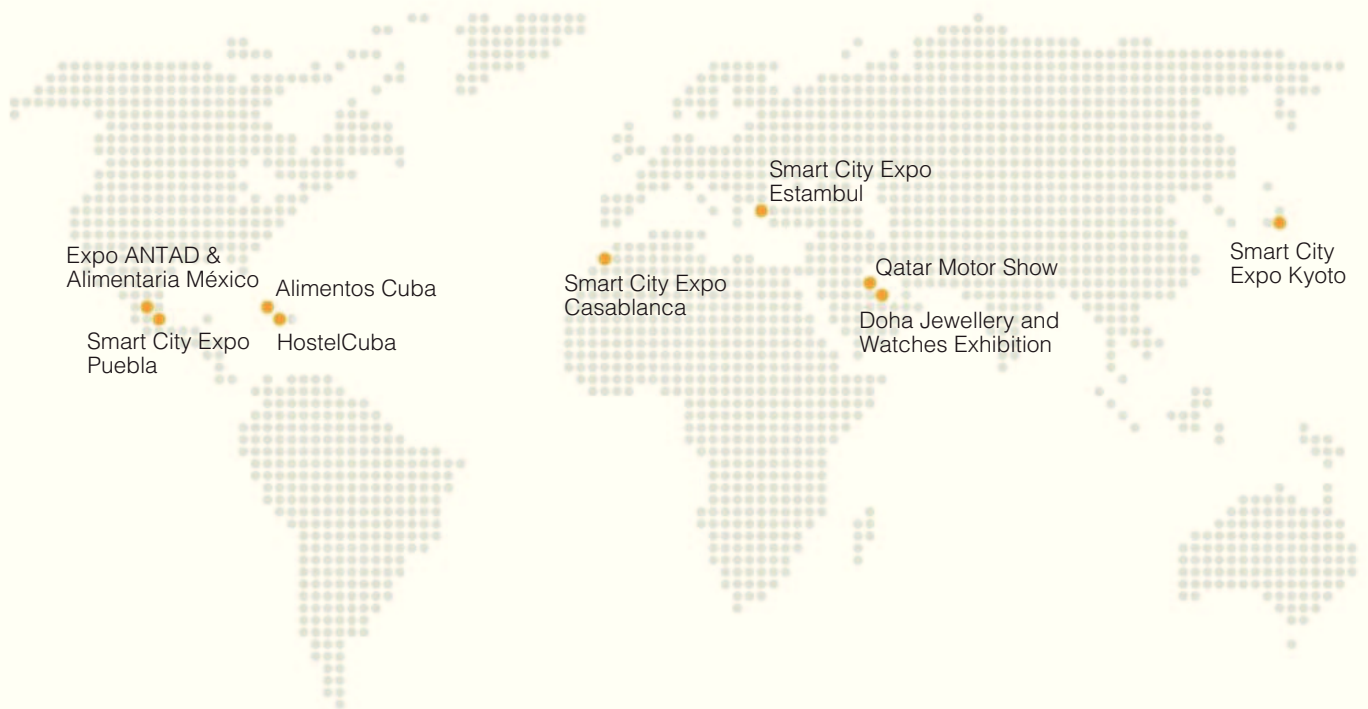 Smart City Expo
Estambul
Expo ANTAD &
Alimentaria México
Alimentos Cuba
Smart City Expo
Puebla
HostelCuba
Smart City Expo
Casablanca
Qatar Motor Show
Doha Jewellery and
Watches Exhibition
Smart City
Expo Kyoto